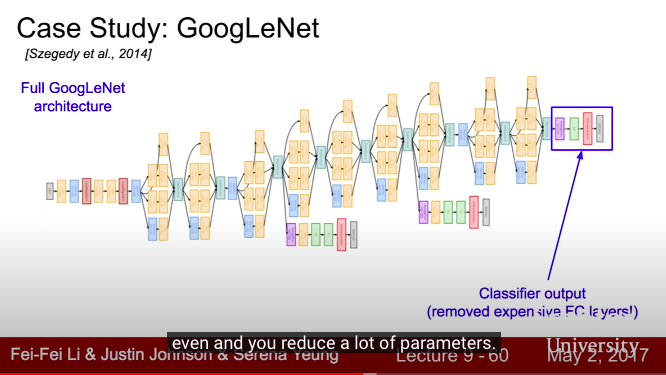 Case Study: GoogLeNet
[Szegedy et al., 2014]
Full GoogLeNet
architecture
Classifier output
(removed expensive FC layers!)
even and you reduce a lot of parameters.
Fei-Fei Li & Justin Johnson & Serena Yeung
Lecture 9 - 60
May 2, 2017
University